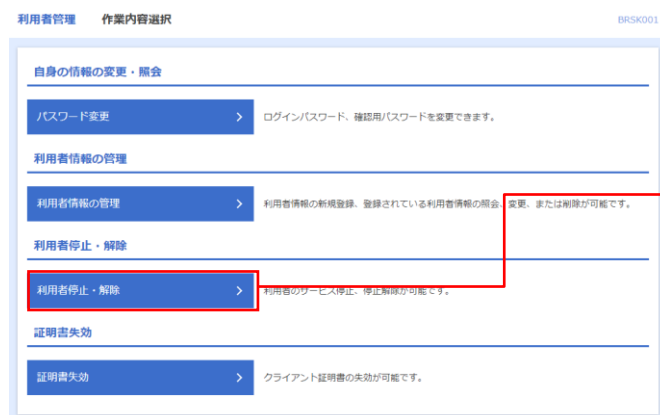 利用者管理 作業内容選択 BRSK001
自身の情報の変更・照会
パスワード変更 ログインパスワード、確認用パスワードを変更できます。
利用者情報の管理
利用者情報の管理 利用者情報の新規登録、登録されている利用者情報の照会、変更、または削除が可能です。
利用者停止・解除
利用者停止・解除 利用者のサービス停止、停止解除が可能です。
証明書失効
証明書失効 クライアント証明書の失効が可能です。